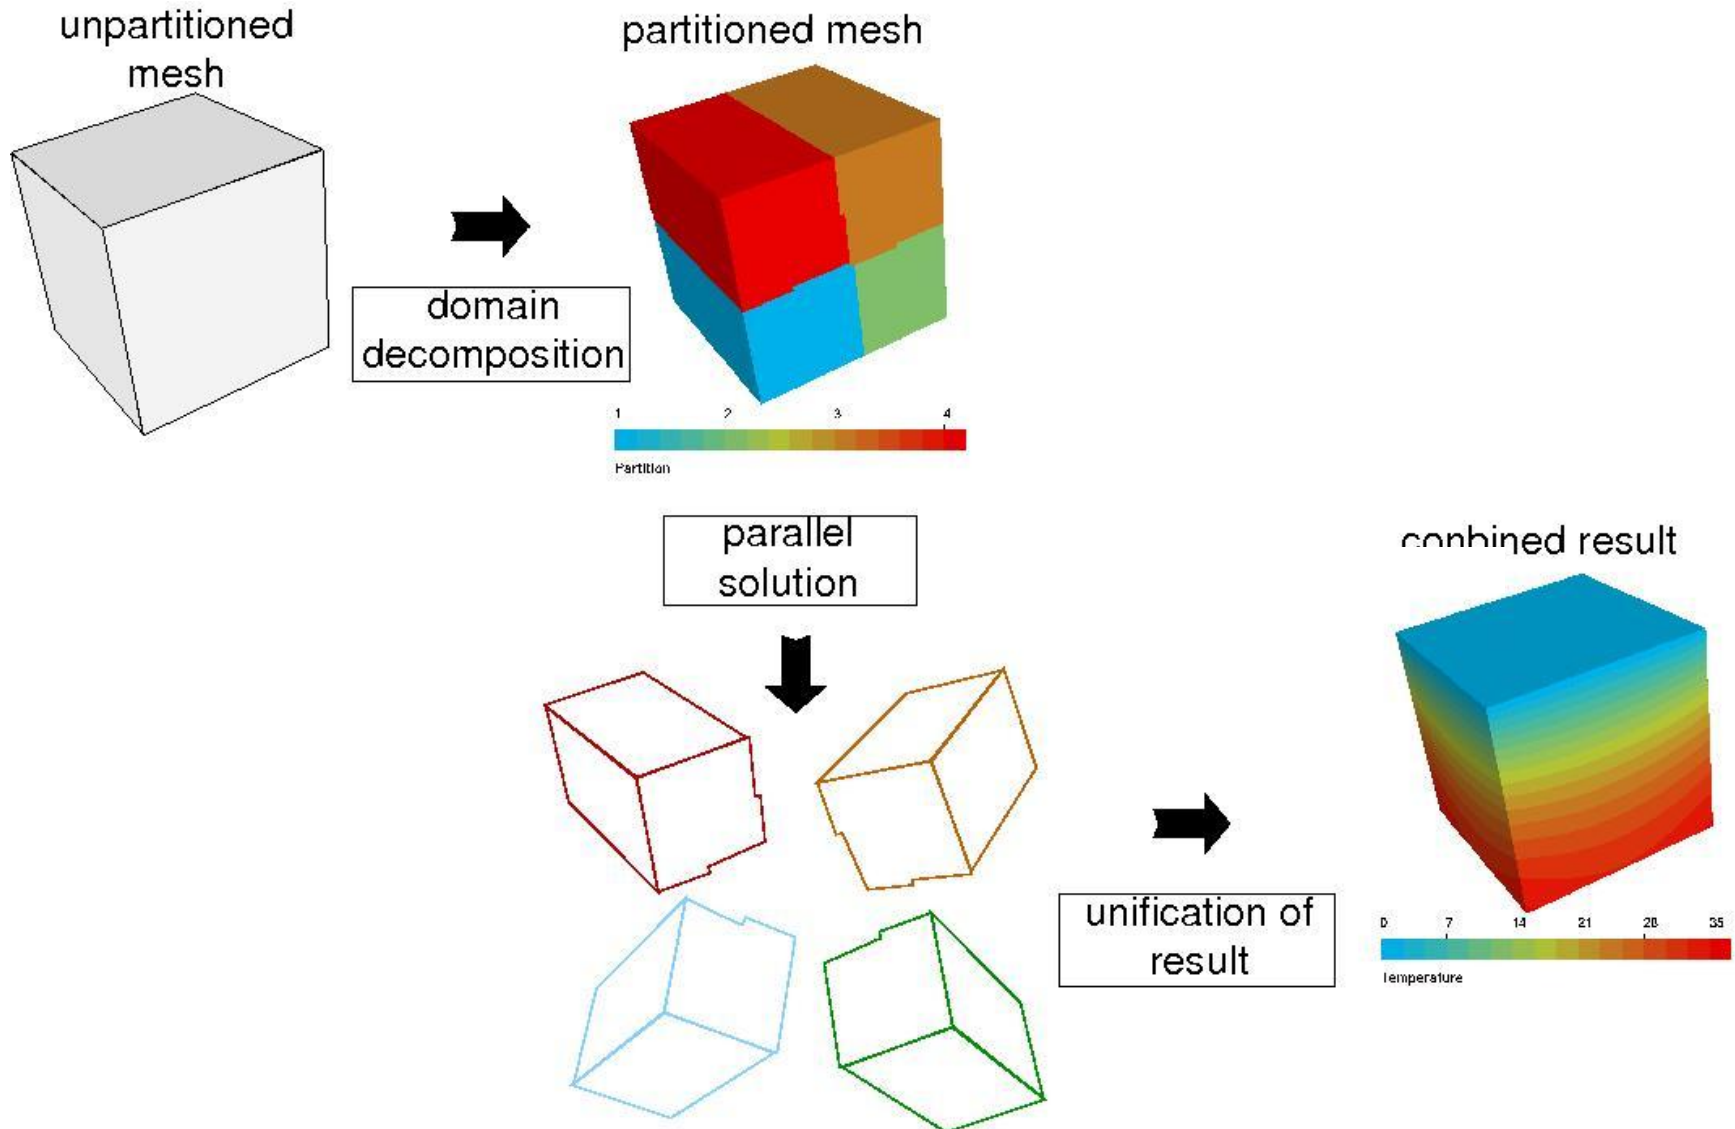 unpartitioned
mesh
partitioned mesh
domain
decomposition
1 2 3 4
Partition
parallel
solution
conbined result
unification of
result
0 7 14 21 28 35
Temperature